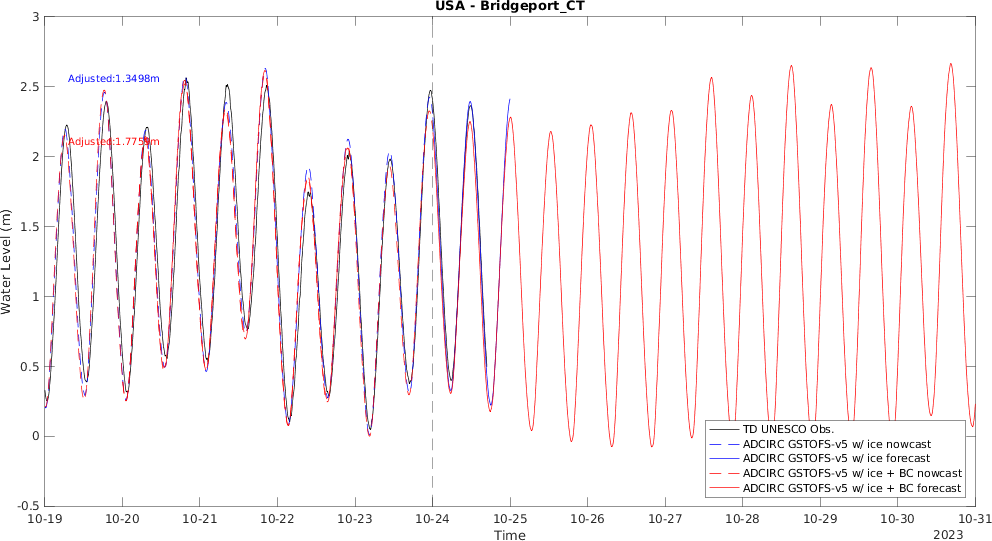 USA - Bridgeport_CT
3
2.5
2
1.5
1
0.5
0
-0.5
Water Level (m)
Adjusted:1.3498m
Adjusted:1.7759m
TD UNESCO Obs.
ADCIRC GSTOFS-v5 w/ ice nowcast
ADCIRC GSTOFS-v5 w/ ice forecast
ADCIRC GSTOFS-v5 w/ ice + BC nowcast
ADCIRC GSTOFS-v5 w/ ice + BC forecast
10-19 10-20 10-21 10-22 10-23 10-24 10-25 10-26 10-27 10-28 10-29 10-30 10-31
Time
2023